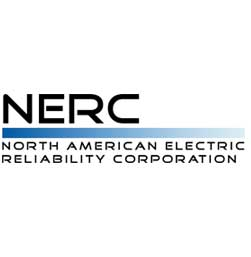 NERC
NORTH AMERICAN ELECTRIC
RELIABILITY CORPORATION